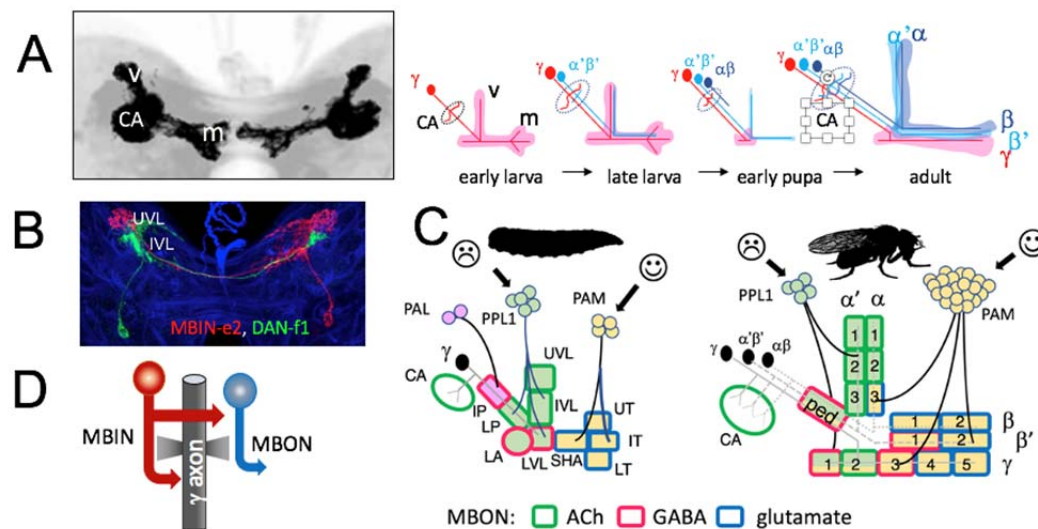 A
v
CA
m
γ
CA
v
m
γ α'β'
γ α'β' αβ
γ α'β' αβ
CA
α'α
β
β'
γ
early larva → late larva → early pupa → adult
B
UVL
IVL
MBIN-e2, DAN-f1
C
PAL
PPL1
PAM
γ
CA
UVL
IVL
IP
LP
LA
LVL
SHA
UT
IT
LT
PPL1
α' α
PAM
γ α'β' αβ
1 1
2 2
3 3
CA
ped
1 2 β
1 2 β'
1 2 3 4 5 γ
D
MBIN
γ axon
MBON
MBON: ACh GABA glutamate